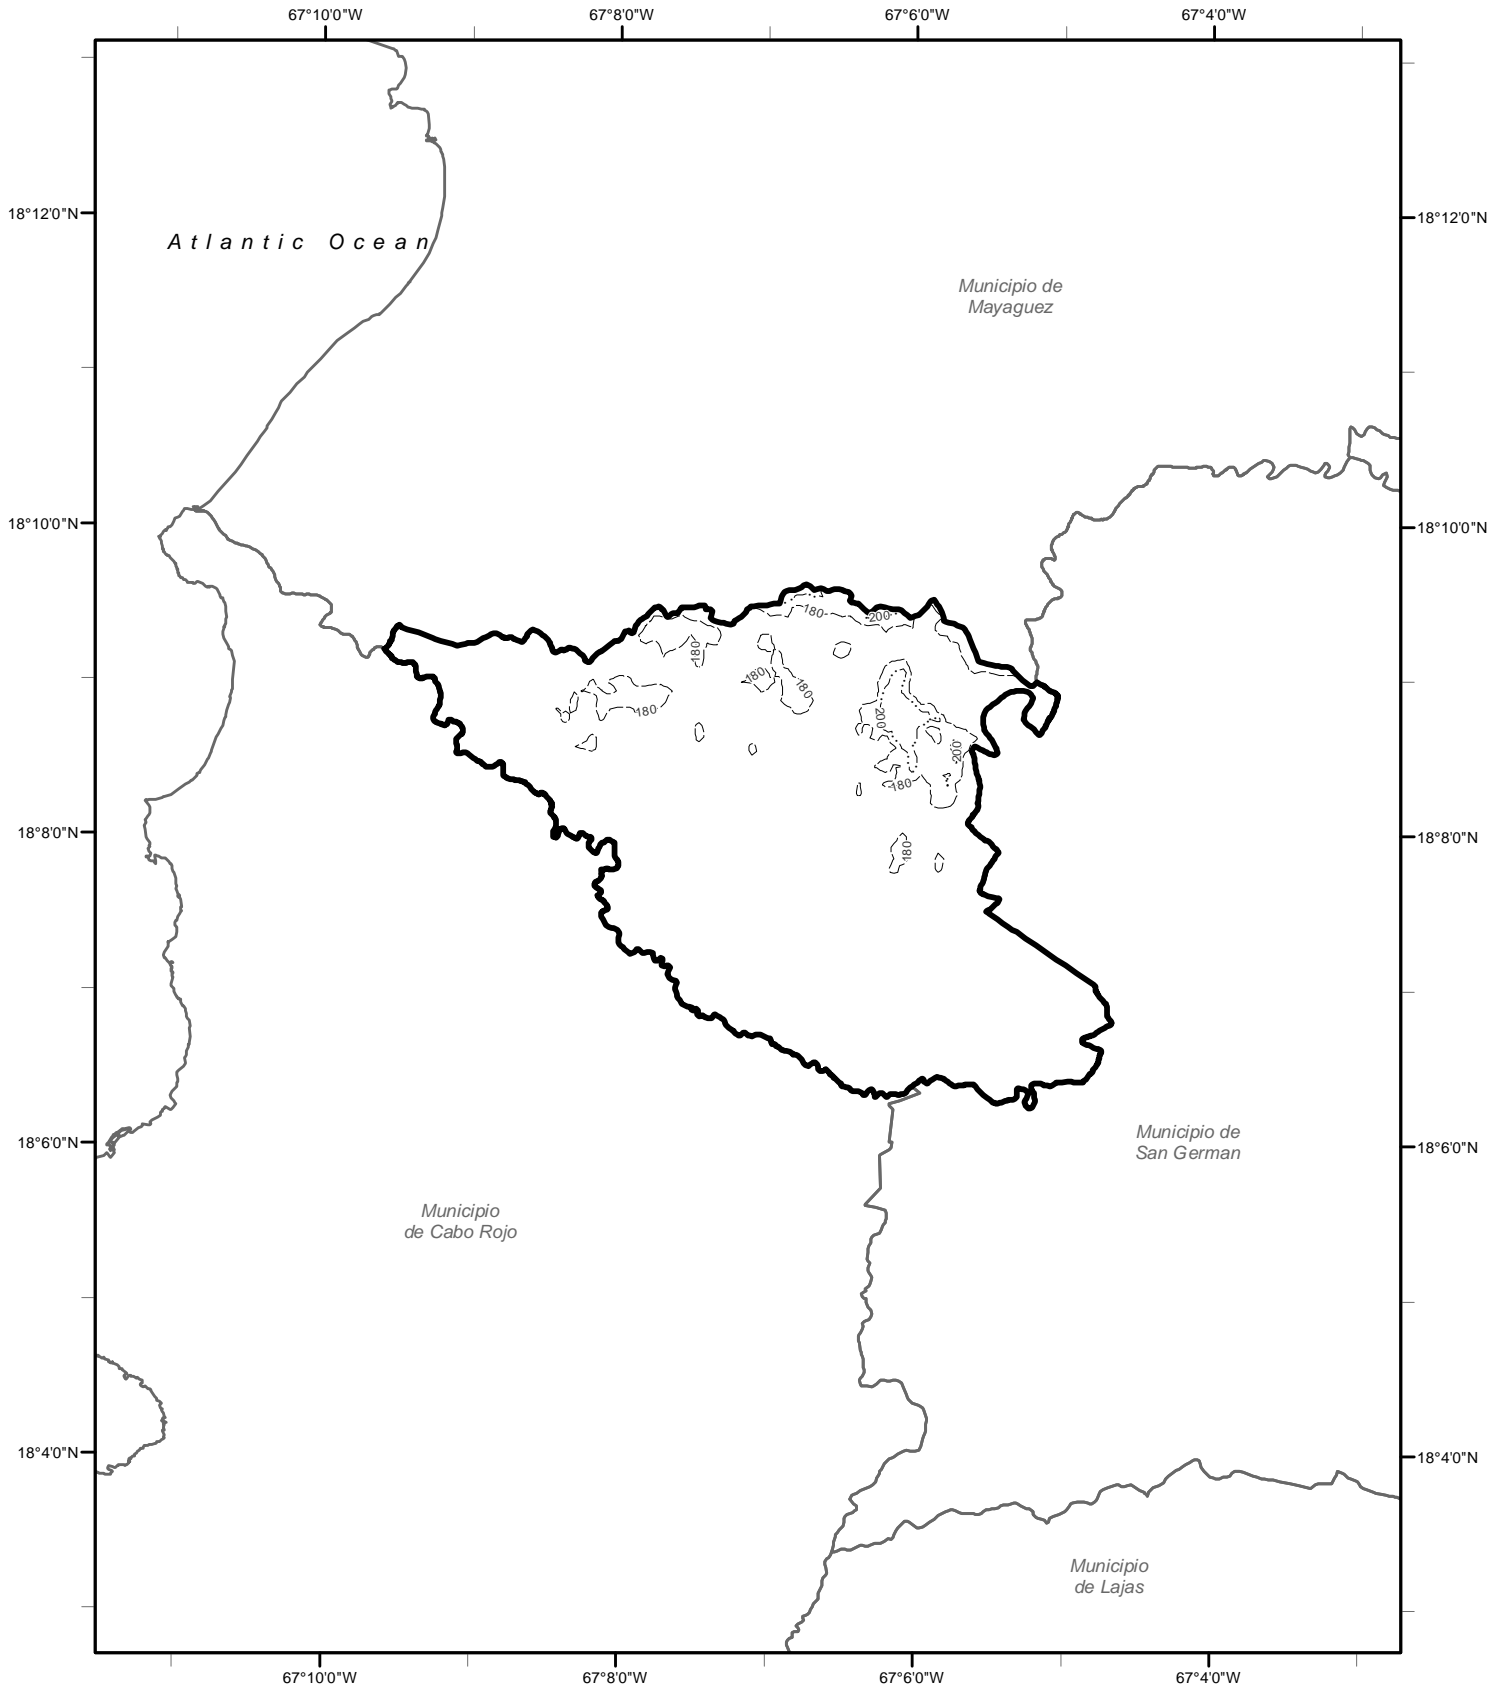 67°10'0"W
67°8'0"W
67°6'0"W
67°4'0"W
18°12'0"N
18°12'0"N
Atlantic Ocean
Municipio de
Mayaguez
18°10'0"N
18°10'0"N
180
200
180
180
180
180
200
200
180
18°8'0"N
18°8'0"N
180
Municipio de
San German
18°6'0"N
18°6'0"N
Municipio
de Cabo Rojo
18°4'0"N
18°4'0"N
Municipio
de Lajas
67°10'0"W
67°8'0"W
67°6'0"W
67°4'0"W